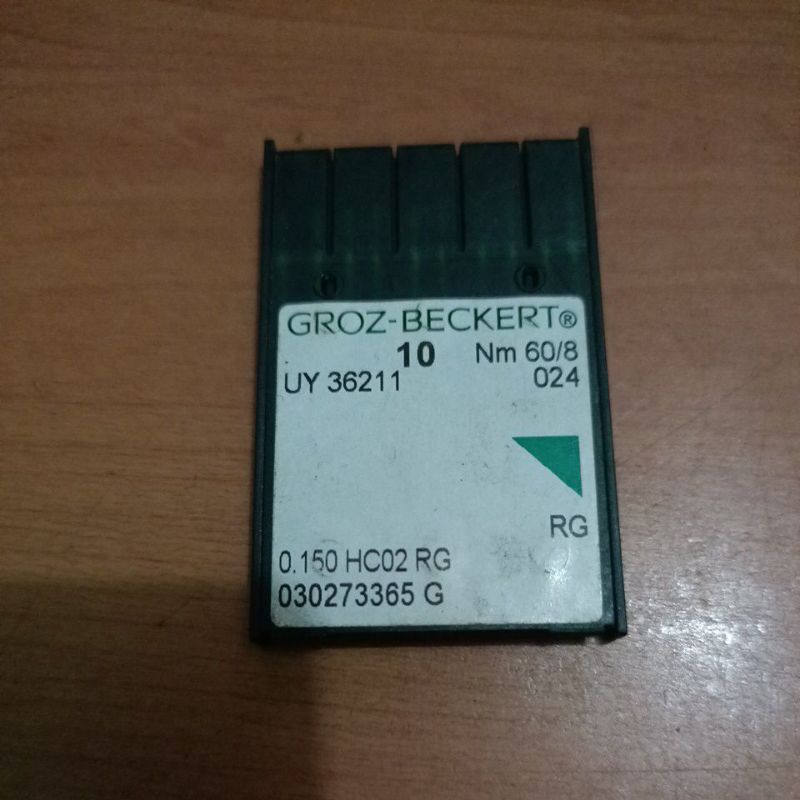 GROZ-BECKERT®
10 Nm 60/8
UY 36211 024
RG
0.150 HC02 RG
030273365 G